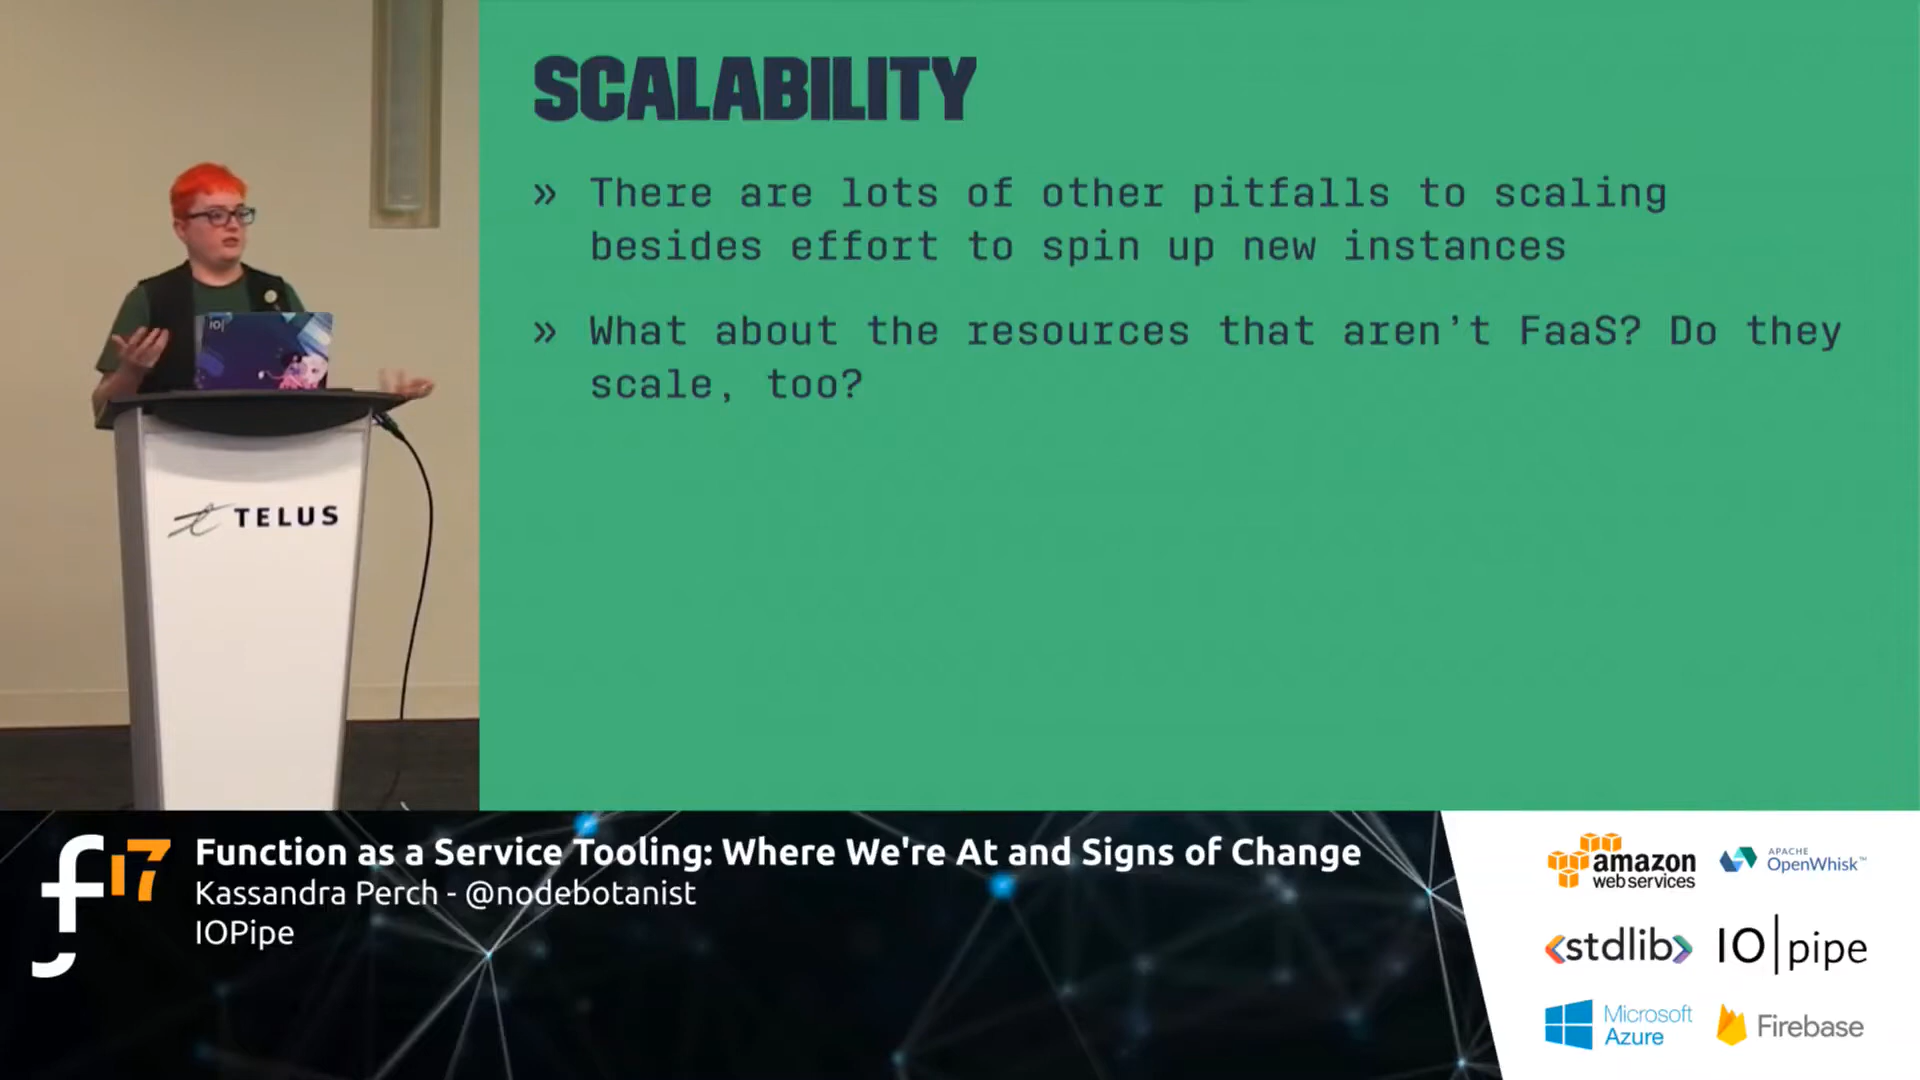 SCALABILITY
» There are lots of other pitfalls to scaling
besides effort to spin up new instances
» What about the resources that aren't FaaS? Do they
scale, too?
IO|
TELUS
f17
Function as a Service Tooling: Where We're At and Signs of Change
Kassandra Perch - @nodebotanist
IOPipe
amazon
webservices
APACHE
OpenWhisk™
<stdlib>
IO|pipe
Microsoft
Azure
Firebase